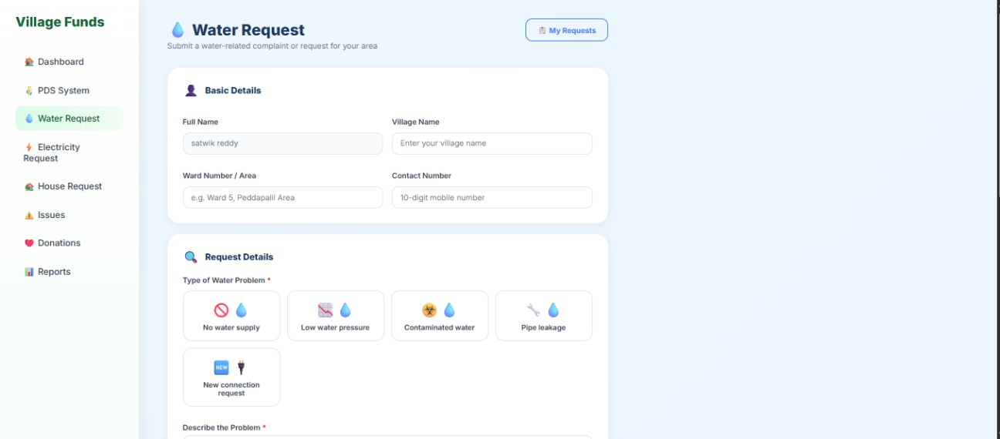 Village Funds
Dashboard
PDS System
Water Request
Electricity
Request
House Request
Issues
Donations
Reports
Water Request
My Requests
Submit a water-related complaint or request for your area
Basic Details
Full Name
Village Name
satwik reddy
Enter your village name
Ward Number / Area
Contact Number
e.g. Ward 5, Peddapalli Area
10-digit mobile number
Request Details
Type of Water Problem *
No water supply
Low water pressure
Contaminated water
Pipe leakage
NEW
New connection
request
Describe the Problem *